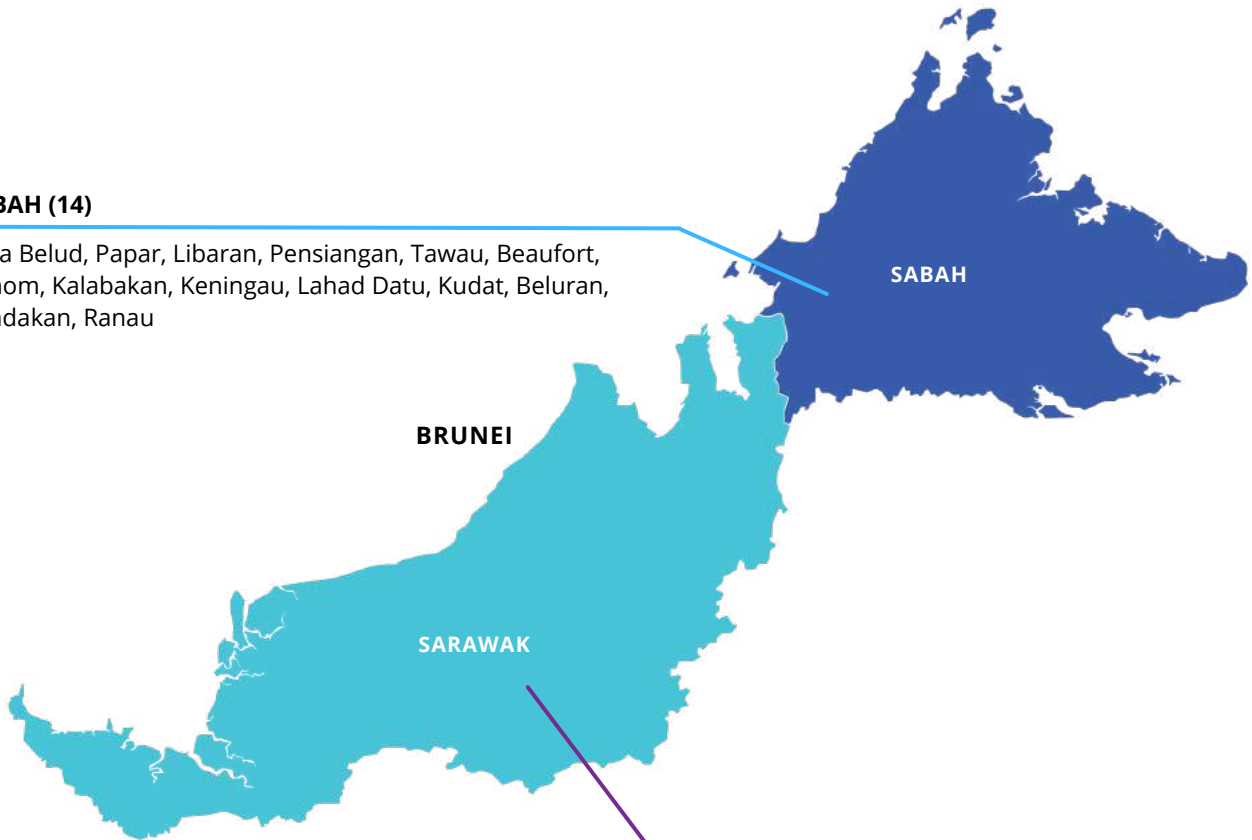 BAH (14)
a Belud, Papar, Libaran, Pensiangan, Tawau, Beaufort,
nom, Kalabakan, Keningau, Lahad Datu, Kudat, Beluran,
ndakan, Ranau
SABAH
BRUNEI
SARAWAK